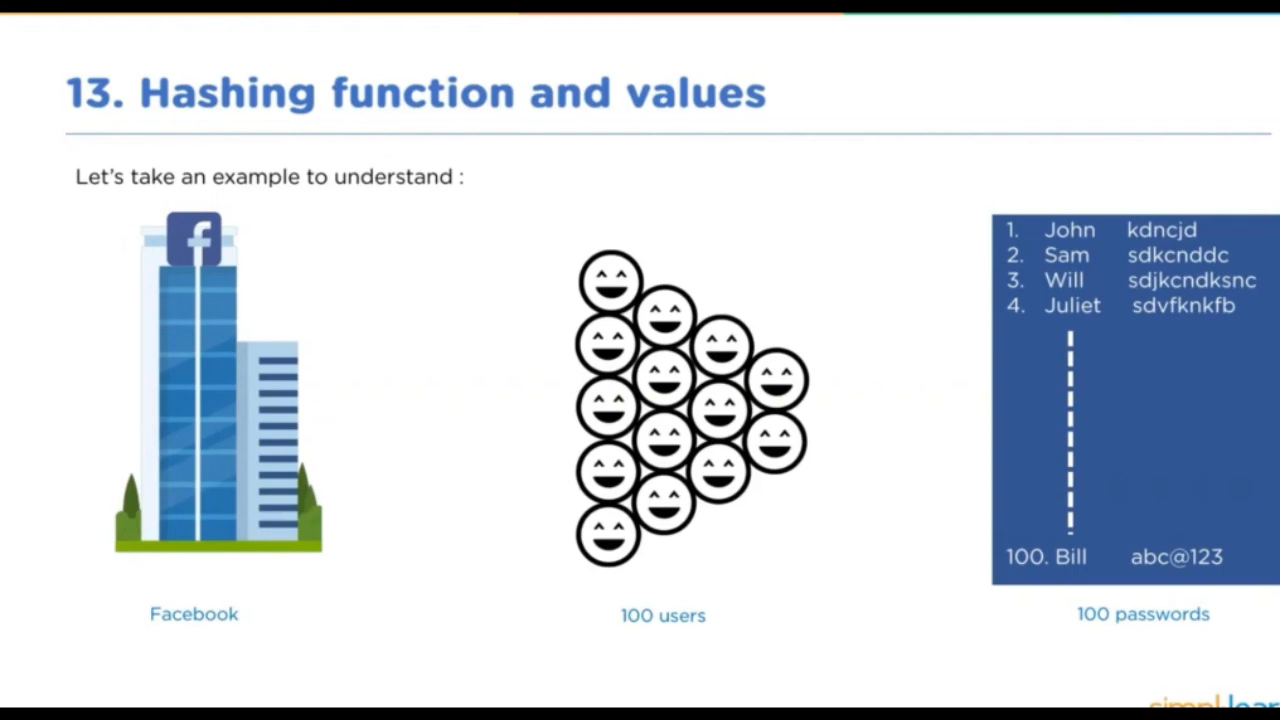 13. Hashing function and values
Let's take an example to understand :
f
1. John kdncjd
2. Sam sdkcnddc
3. Will sdjkcndksnc
4. Juliet sdvfknkfb
100. Bill abc@123
Facebook
100 users
100 passwords